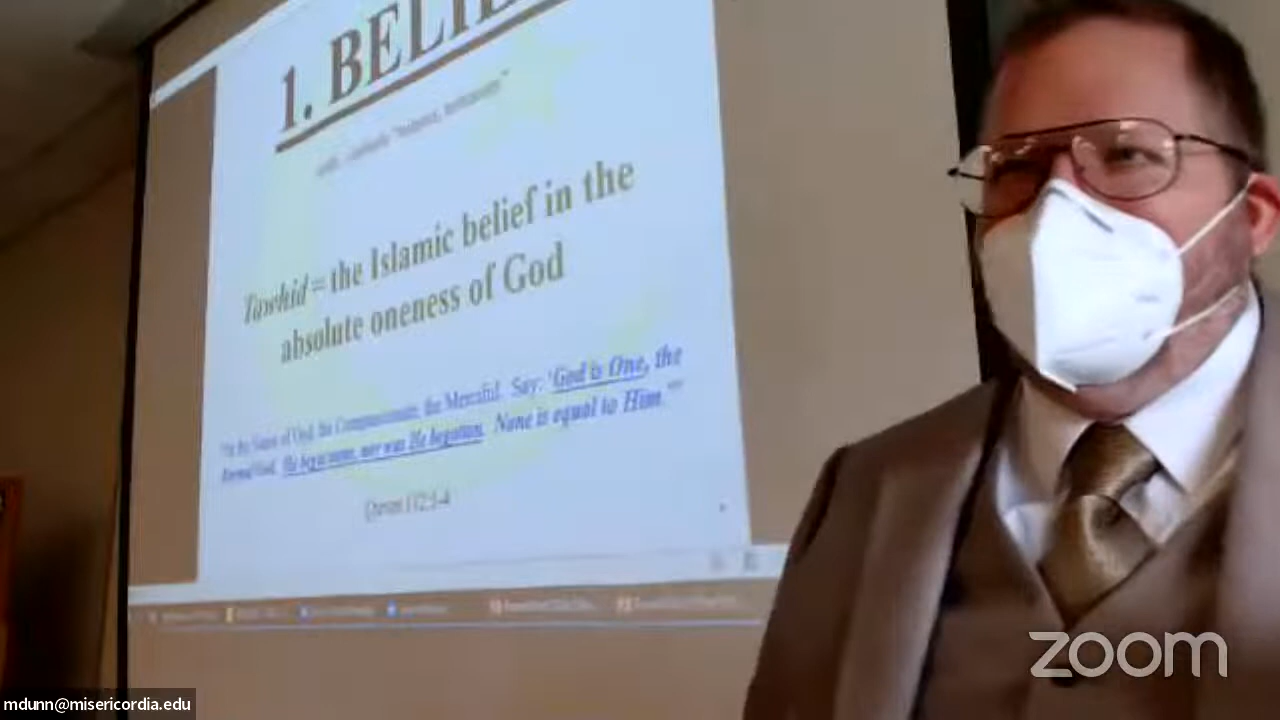 1. BELIE
Tawhid = the Islamic belief in the
absolute oneness of God
"In the Name of God, the Compassionate, the Merciful. Say: 'God is One, the
Eternal God. He begat none, nor was He begotten. None is equal to Him.'"
Quran 112:1-4
zoom
mdunn@misericordia.edu